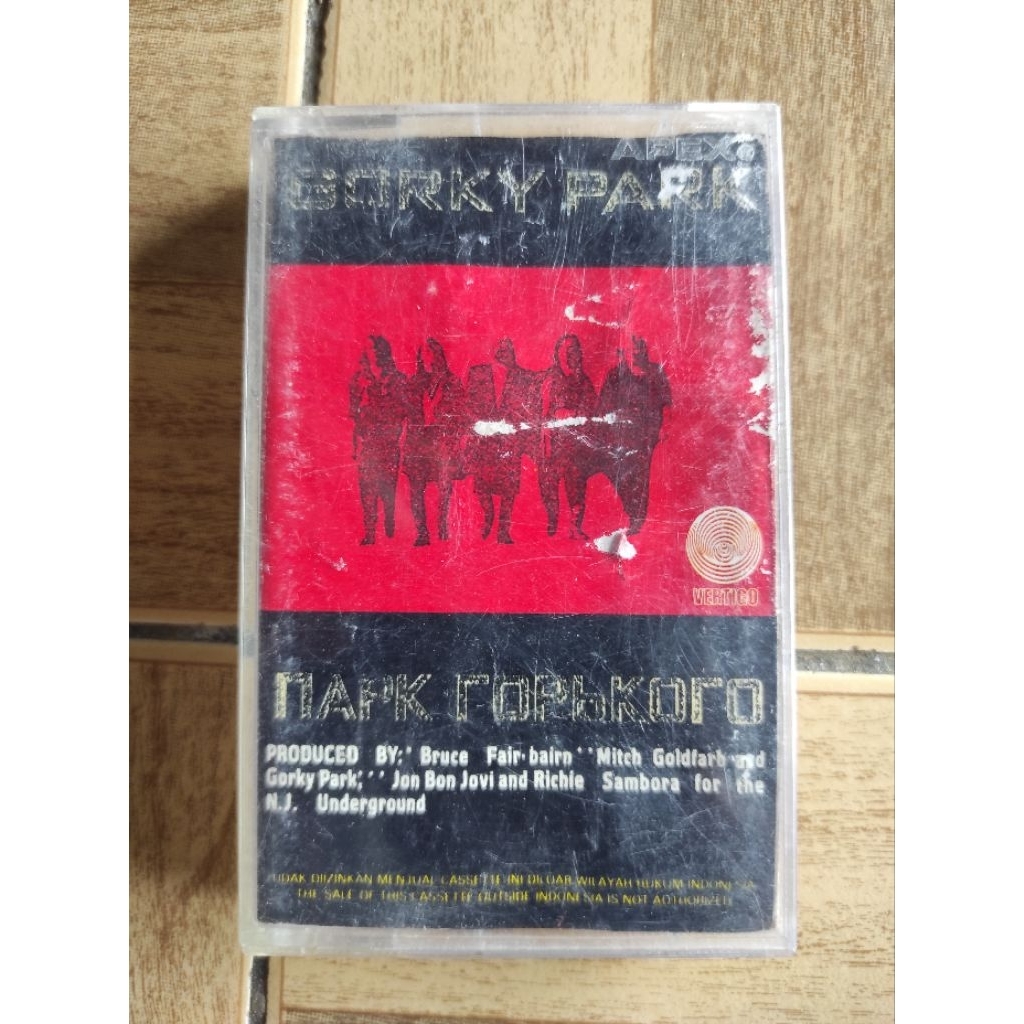 APEX
GORKY PARK
VERTIGO
ПАРК ГОРЬКОГО
PRODUCED BY:'' Bruce Fair-bairn '' Mitch Goldfarb and
Gorky Park, '' Jon Bon Jovi and Richie Sambora for the
N.J. Underground
TIDAK DIIZINKAN MENJUAL CASSETTE INI DILUAR WILAYAH HUKUM INDONESIA
THE SALE OF THIS CASSETTE OUTSIDE INDONESIA IS NOT AUTHORIZED